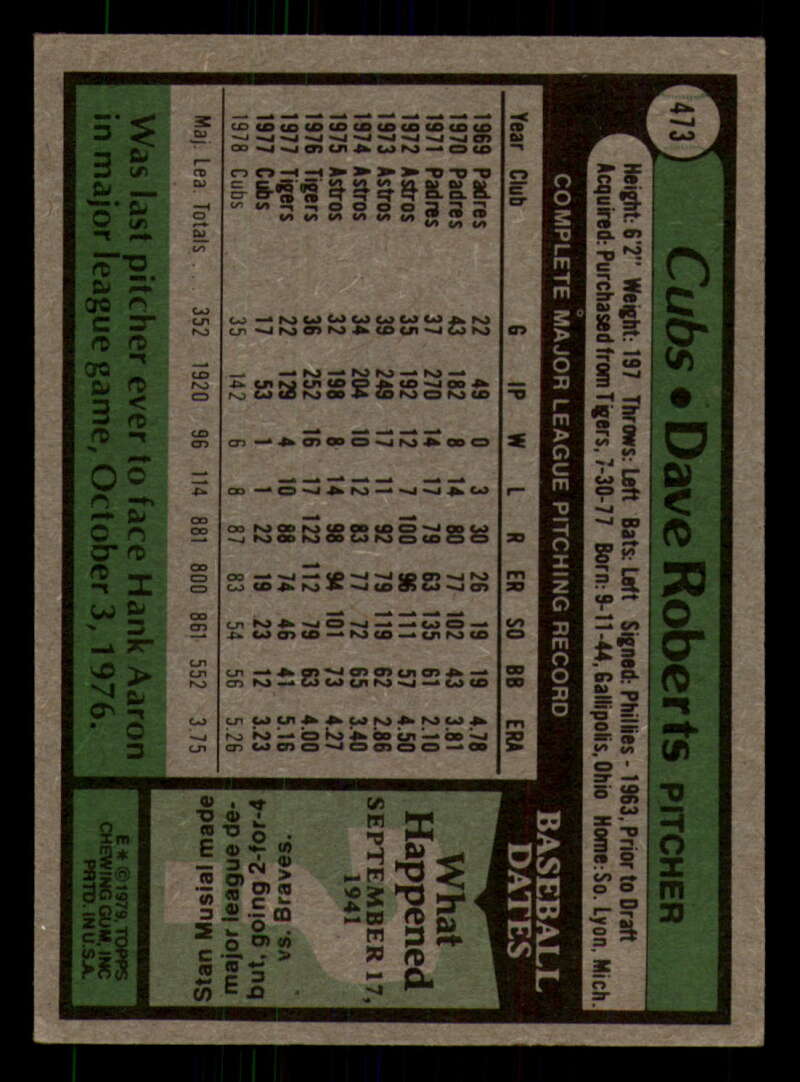 473
Cubs • Dave Roberts PITCHER
Height: 6'2" Weight: 197 Throws: Left Bats: Left Signed: Phillies - 1963, Prior to Draft
Acquired: Purchased from Tigers, 7-30-77 Born: 9-11-44, Gallipolis, Ohio Home: So. Lyon, Mich.
COMPLETE MAJOR LEAGUE PITCHING RECORD
Year Club G IP W L R ER SO BB ERA
1969 Padres 22 49 0 3 30 26 19 19 4.78
1970 Padres 43 182 8 14 80 77 102 43 3.81
1971 Padres 37 270 14 17 79 63 135 61 2.10
1972 Astros 35 192 12 7 100 96 111 57 4.50
1973 Astros 39 249 17 11 92 79 119 62 2.86
1974 Astros 34 204 10 12 83 77 72 65 3.40
1975 Astros 32 198 8 14 98 94 101 73 4.27
1976 Tigers 36 252 16 17 122 112 79 63 4.00
1977 Tigers 22 129 4 10 88 74 46 41 5.16
1977 Cubs 17 53 1 1 22 19 23 12 3.23
1978 Cubs 35 142 6 8 87 83 54 56 5.26
Maj. Lea. Totals . . 352 1920 96 114 881 800 861 552 3.75
Was last pitcher ever to face Hank Aaron
in major league game, October 3, 1976.
BASEBALL
DATES
What
Happened
SEPTEMBER 17,
1941
Stan Musial made
major league de-
but, going 2-for-4
vs. Braves.
E * © 1979, TOPPS
CHEWING GUM, INC
PRTD. IN U.S.A.